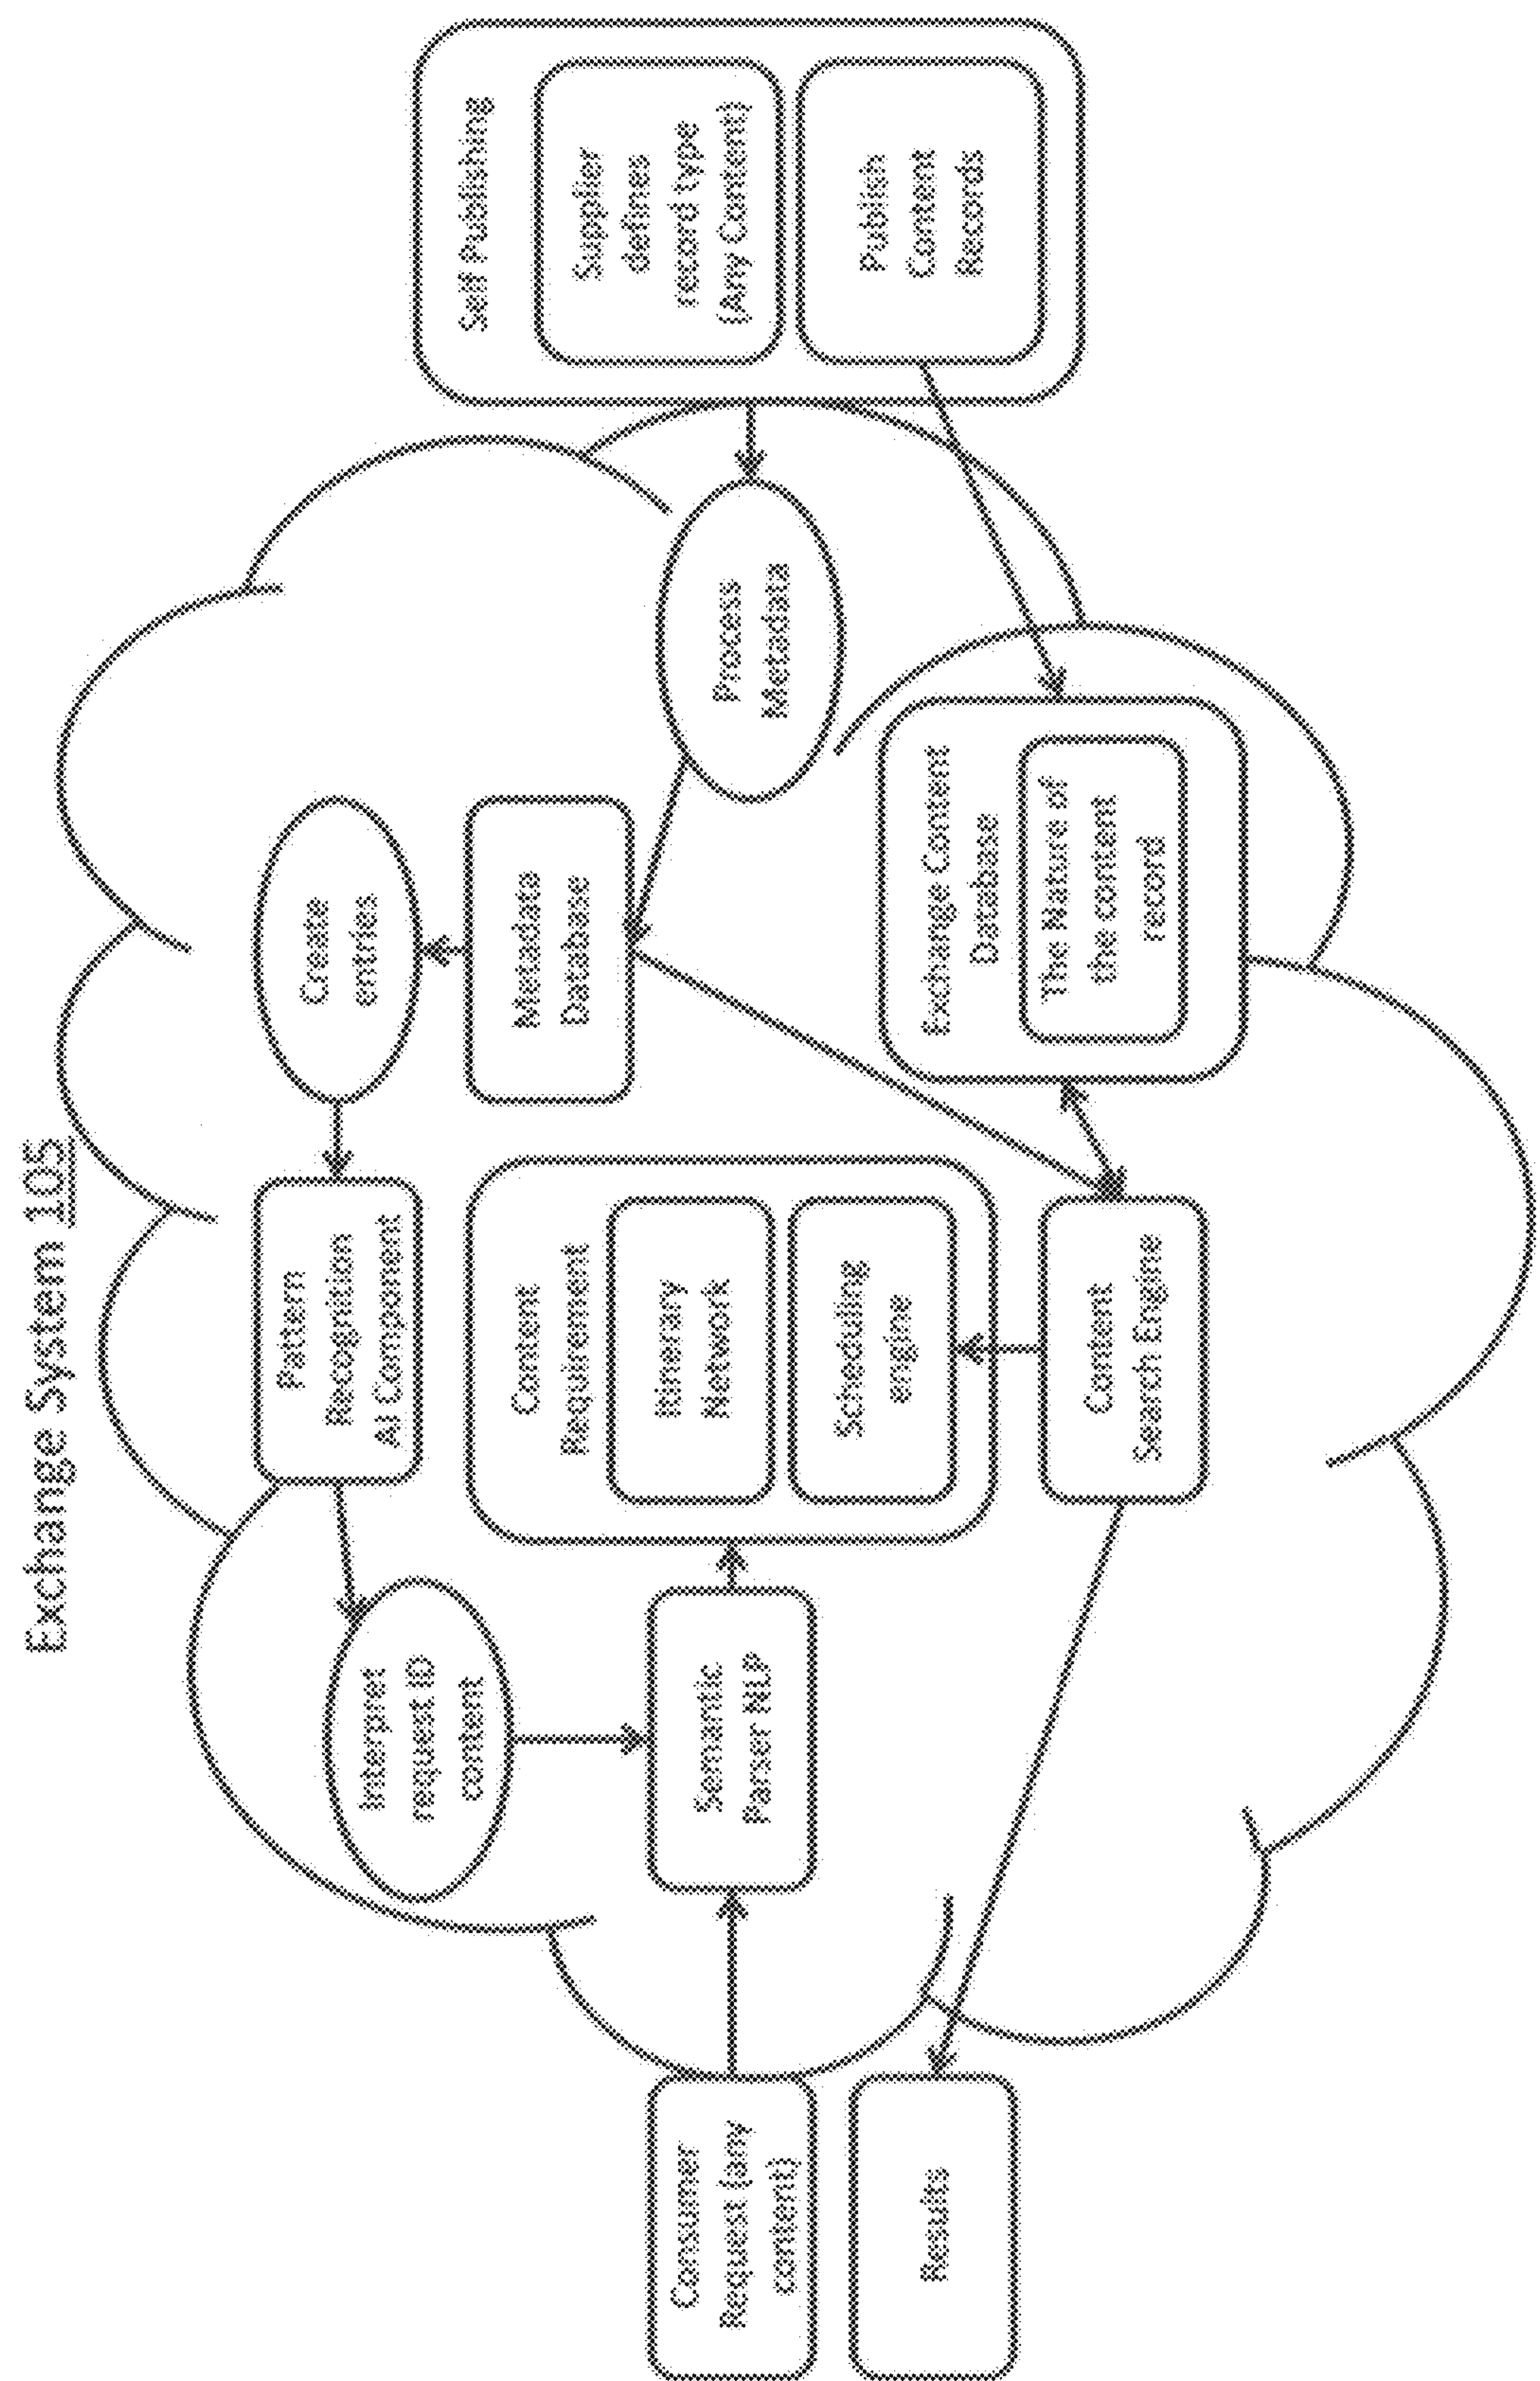 Exchange System 105
Consumer
Request (any
content)
Results
Interpret
request ID
content
Semantic
Parser NLP
Pattern
Recognition
AI Component
Content
Requirement
Itinerary
Network
Scheduling
engine
Content
Search Engine
Create
entries
Metadata
Database
Exchange Content
Database
The Nature of
the content
record
Process
Metadata
Self Publishing
Supplier
defines
record type
(Any Content)
Publish
Content
Records